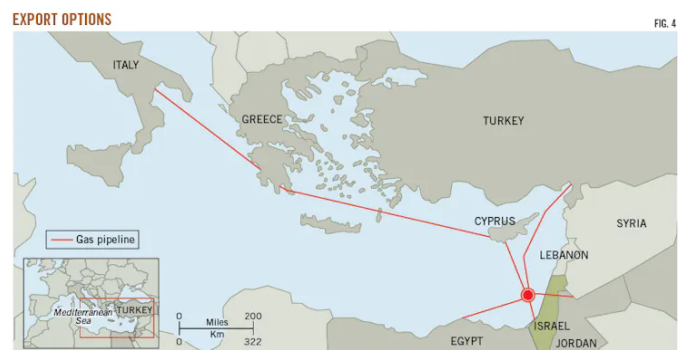 EXPORT OPTIONS
FIG. 4
ITALY
GREECE
TURKEY
CYPRUS
SYRIA
Gas pipeline
LEBANON
Mediterranean
Sea
TURKEY
0 200
Miles
Km
0 322
ISRAEL
EGYPT
JORDAN